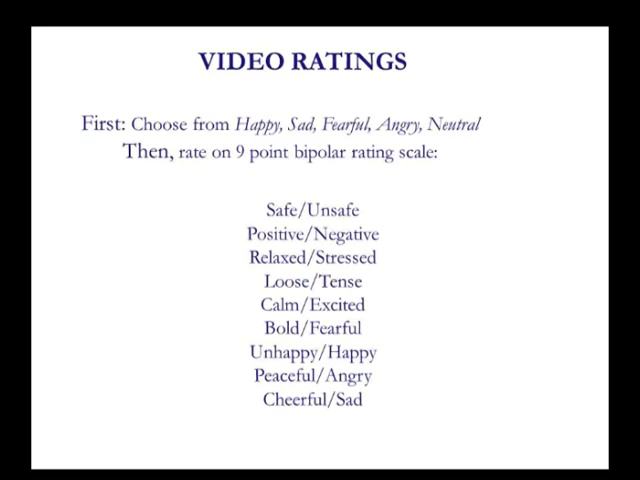 VIDEO RATINGS
First: Choose from Happy, Sad, Fearful, Angry, Neutral
Then, rate on 9 point bipolar rating scale:
Safe/Unsafe
Positive/Negative
Relaxed/Stressed
Loose/Tense
Calm/Excited
Bold/Fearful
Unhappy/Happy
Peaceful/Angry
Cheerful/Sad